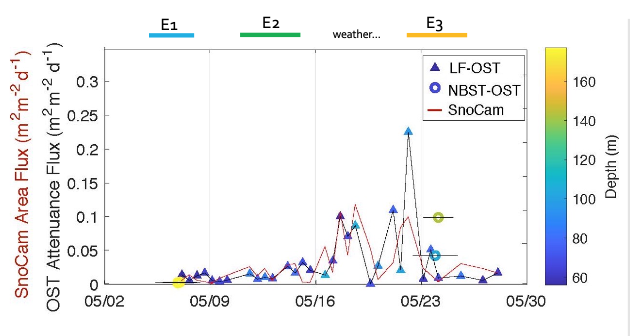 E1
E2
weather...
E3
SnoCam Area Flux (m² m⁻² d⁻¹)
OST Attenuance Flux (m² m⁻² d⁻¹)
0.3
0.25
0.2
0.15
0.1
0.05
0
05/02
05/09
05/16
05/23
05/30
LF-OST
NBST-OST
SnoCam
160
140
120
100
80
60
Depth (m)